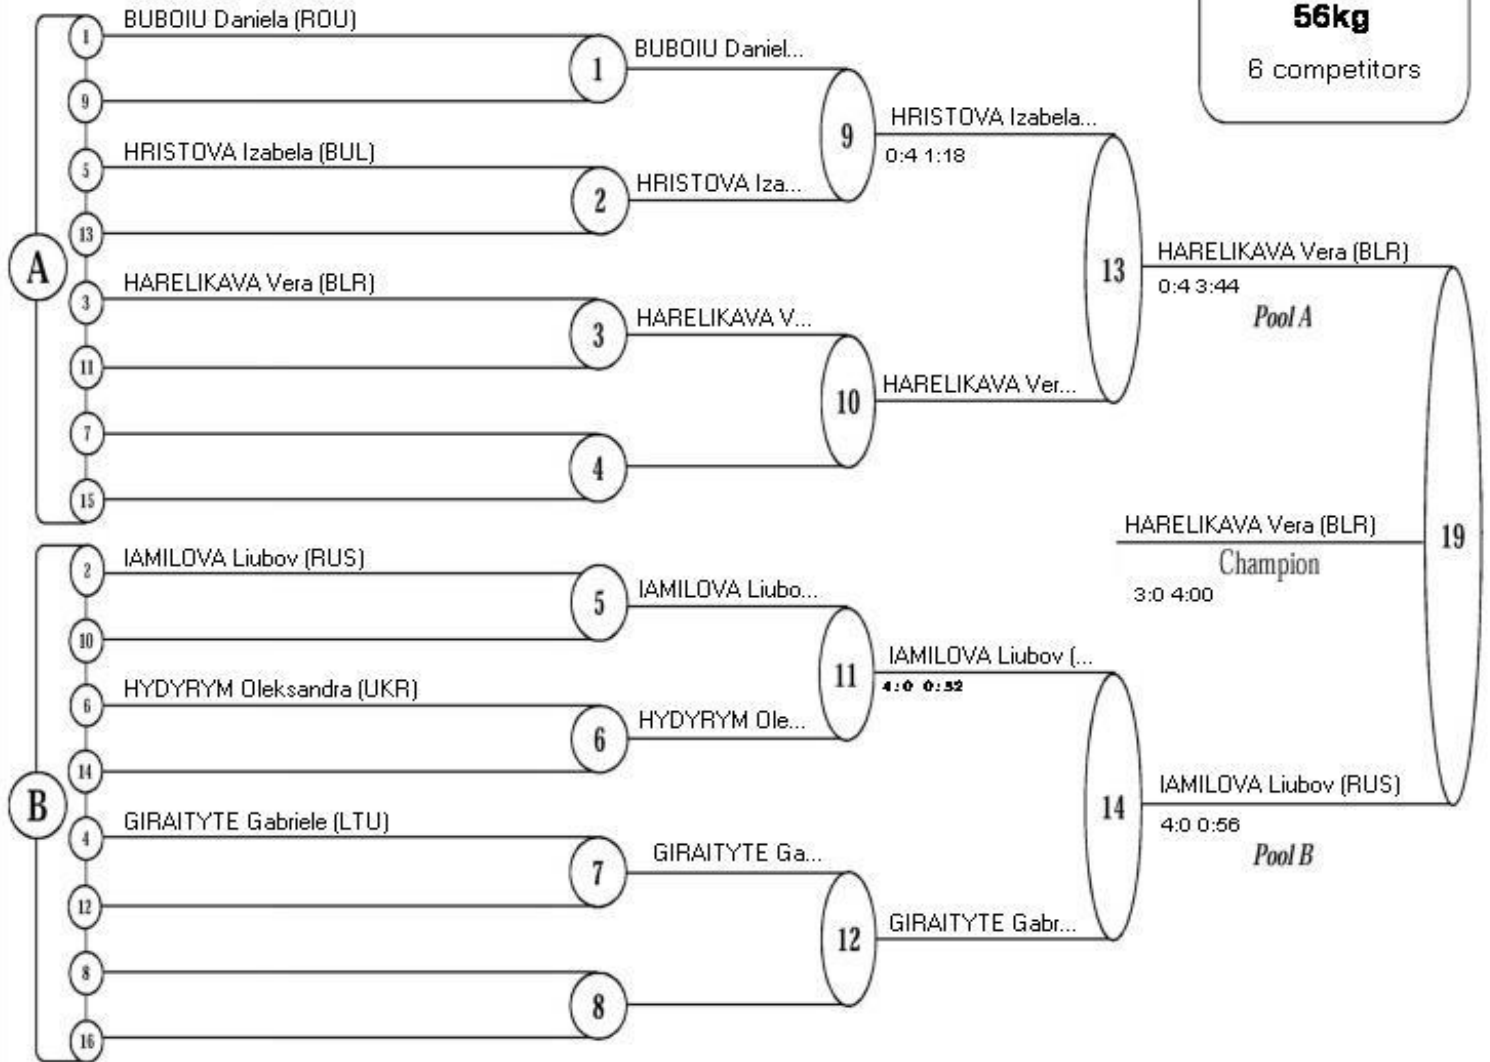 56kg
6 competitors
BUBOIU Daniela (ROU)
1
9
HRISTOVA Izabela (BUL)
5
13
A
HARELIKAVA Vera (BLR)
3
11
7
15
1
BUBOIU Daniel...
2
HRISTOVA Iza...
3
HARELIKAVA V...
4
9
HRISTOVA Izabela...
0:4 1:18
10
HARELIKAVA Ver...
13
HARELIKAVA Vera (BLR)
0:4 3:44
Pool A
IAMILOVA Liubov (RUS)
2
10
HYDYRYM Oleksandra (UKR)
6
14
B
GIRAITYTE Gabriele (LTU)
4
12
8
16
5
IAMILOVA Liubo...
6
HYDYRYM Ole...
7
GIRAITYTE Ga...
8
11
IAMILOVA Liubov (...
4:0 0:32
12
GIRAITYTE Gabr...
14
IAMILOVA Liubov (RUS)
4:0 0:56
Pool B
19
HARELIKAVA Vera (BLR)
Champion
3:0 4:00